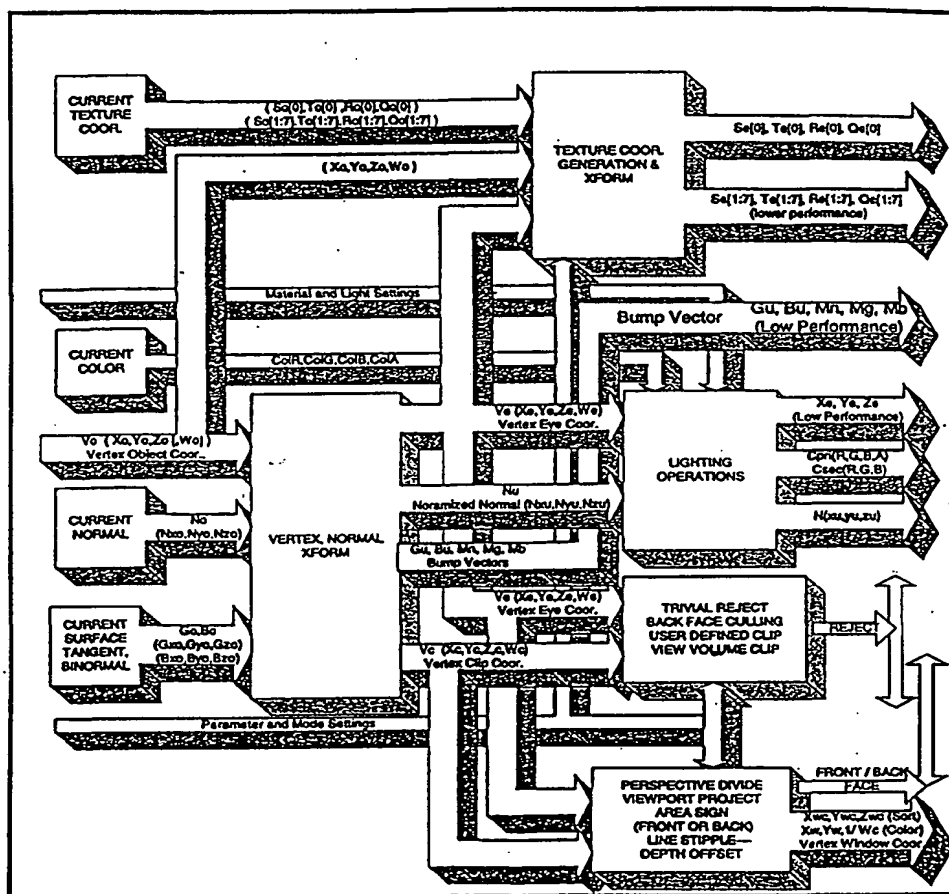 CURRENT
TEXTURE
COOR.
( So[0],To[0] ,Ro[0],Qo[0] )
( So[1:7],To[1:7],Ro[1:7],Qo[1:7] )
( Xo,Yo,Zo,Wo )
TEXTURE COOR.
GENERATION &
XFORM
Se[0], Te[0], Re[0], Qe[0]
Se[1:7], Te[1:7], Re[1:7], Qe[1:7]
(lower performance)
Material and Light Settings
Bump Vector
Gu, Bu, Mn, Mg, Mb
(Low Performance)
CURRENT
COLOR
ColR,ColG,ColB,ColA
Vo ( Xo,Yo,Zo[,Wo] )
Vertex Object Coor..
CURRENT
NORMAL
No
(Nxo,Nyo,Nzo)
CURRENT
SURFACE
TANGENT,
BINORMAL
Go,Bo
(Gxo,Gyo,Gzo)
(Bxo,Byo,Bzo)
VERTEX, NORMAL
XFORM
Ve (Xe,Ye,Ze,We)
Vertex Eye Coor.
Nu
Noramized Normal (Nxu,Nyu,Nzu)
Gu, Bu, Mn, Mg, Mb
Bump Vectors
Ve (Xe,Ye,Ze,We)
Vertex Eye Coor.
Vc (Xc,Yc,Zc,Wc)
Vertex Clip Coor.
LIGHTING
OPERATIONS
Xe, Ye, Ze
(Low Performance)
Cpri(R,G,B,A)
Csec(R,G,B)
N(xu,yu,zu)
TRIVIAL REJECT
BACK FACE CULLING
USER DEFINED CLIP
VIEW VOLUME CLIP
REJECT
Parameter and Mode Settings
PERSPECTIVE DIVIDE
VIEWPORT PROJECT
AREA SIGN
(FRONT OR BACK)
LINE STIPPLE—
DEPTH OFFSET
FRONT / BACK
FACE
Xwc,Ywc,Zwc (Sort)
Xw,Yw,1/ Wc (Color)
Vertex Window Coor